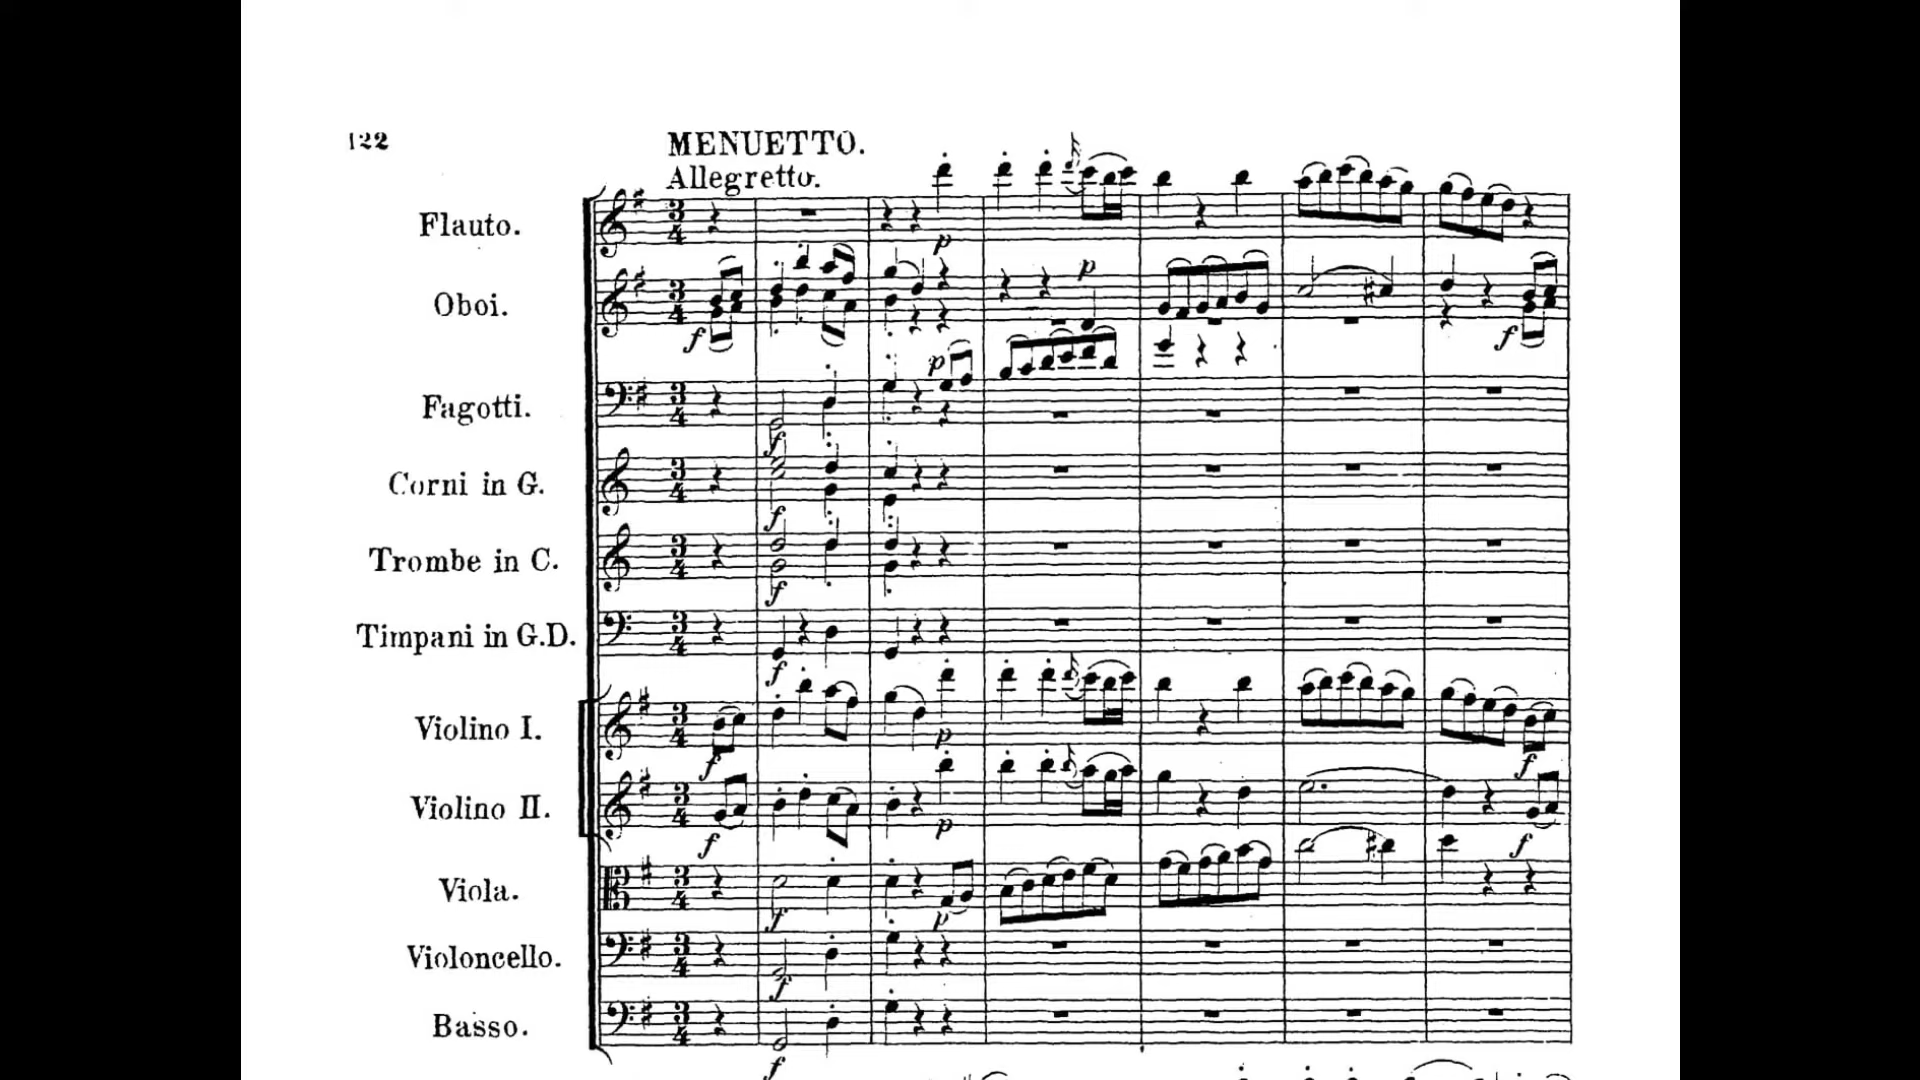 122
MENUETTO.
Allegretto.
Flauto.
p
Oboi.
f
p
f
Fagotti.
f
p
Corni in G.
f
Trombe in C.
f
Timpani in G.D.
f
Violino I.
f
p
f
Violino II.
f
p
f
Viola.
f
p
Violoncello.
f
Basso.
f